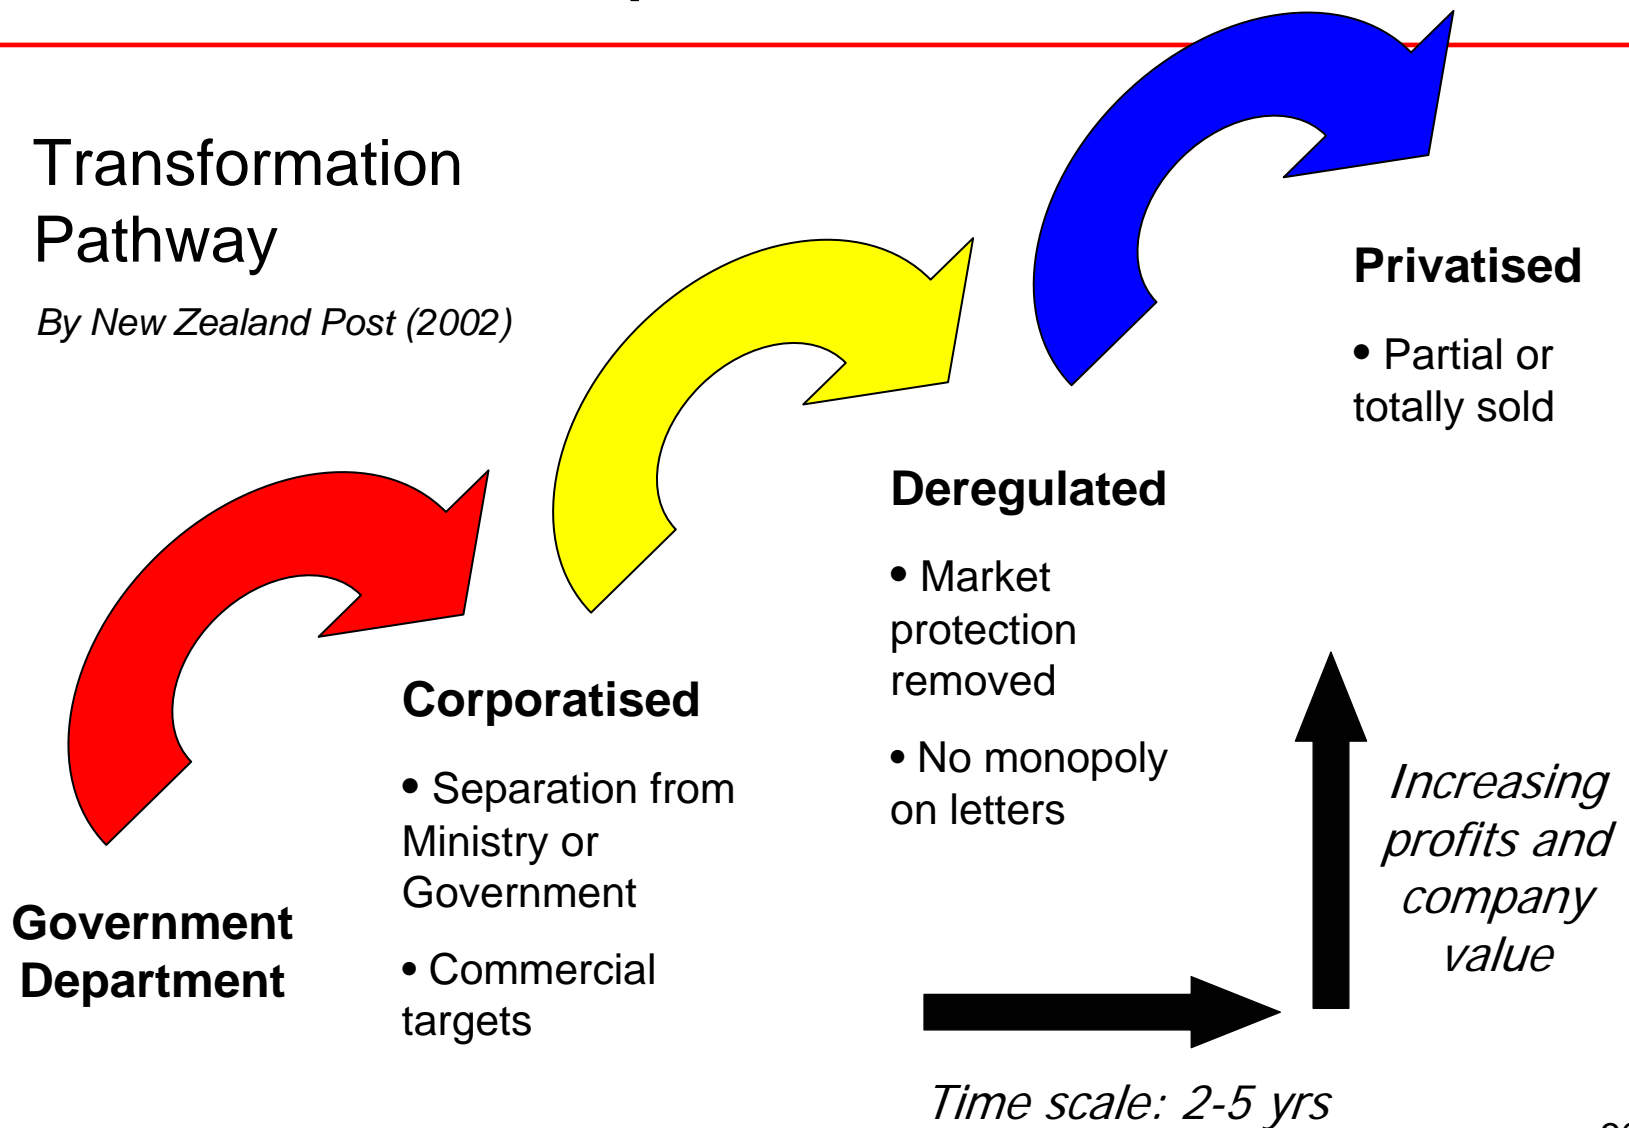 Transformation
Pathway
By New Zealand Post (2002)
Privatised
• Partial or
totally sold
Deregulated
• Market
protection
removed
• No monopoly
on letters
Corporatised
• Separation from
Ministry or
Government
• Commercial
targets
Government
Department
Increasing
profits and
company
value
Time scale: 2-5 yrs